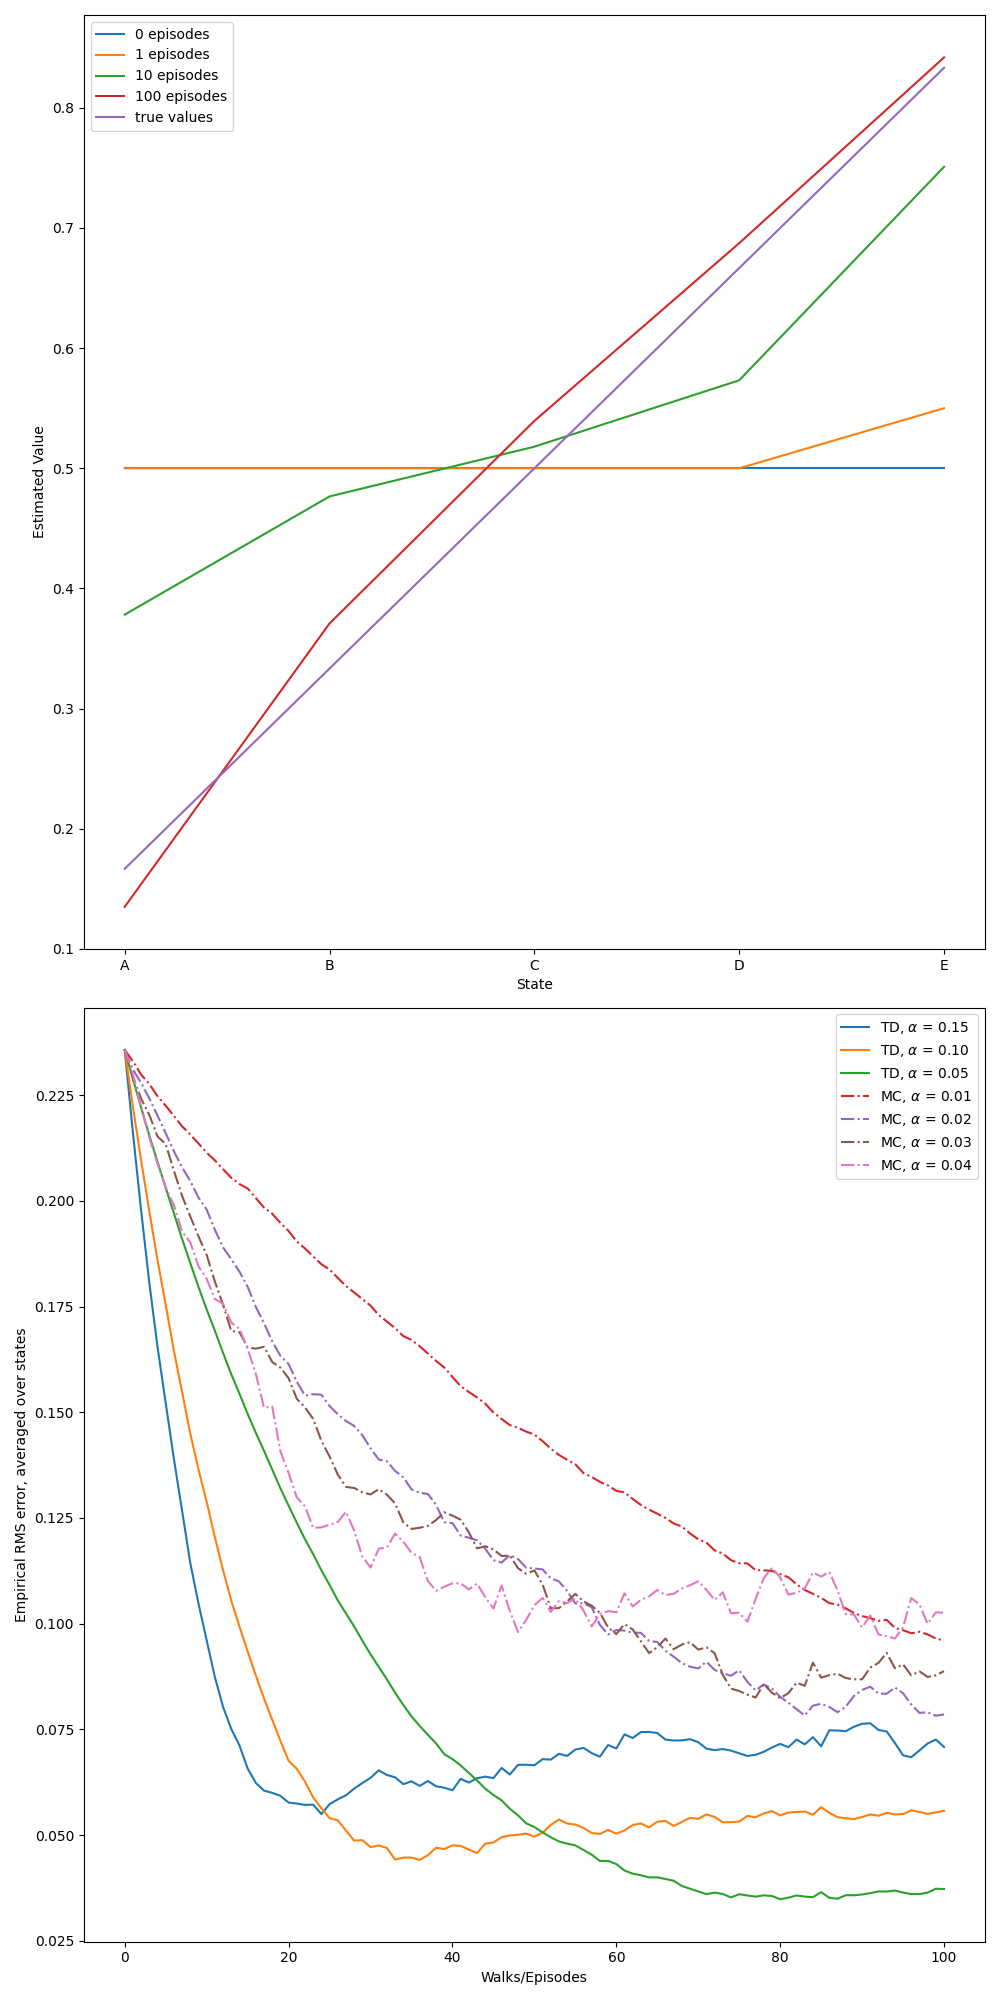 0 episodes
1 episodes
10 episodes
100 episodes
true values
0.8
0.7
0.6
0.5
0.4
0.3
0.2
0.1
Estimated Value
A B C D E
State
TD, α = 0.15
TD, α = 0.10
TD, α = 0.05
MC, α = 0.01
MC, α = 0.02
MC, α = 0.03
MC, α = 0.04
0.225
0.200
0.175
0.150
0.125
0.100
0.075
0.050
0.025
Empirical RMS error, averaged over states
0 20 40 60 80 100
Walks/Episodes